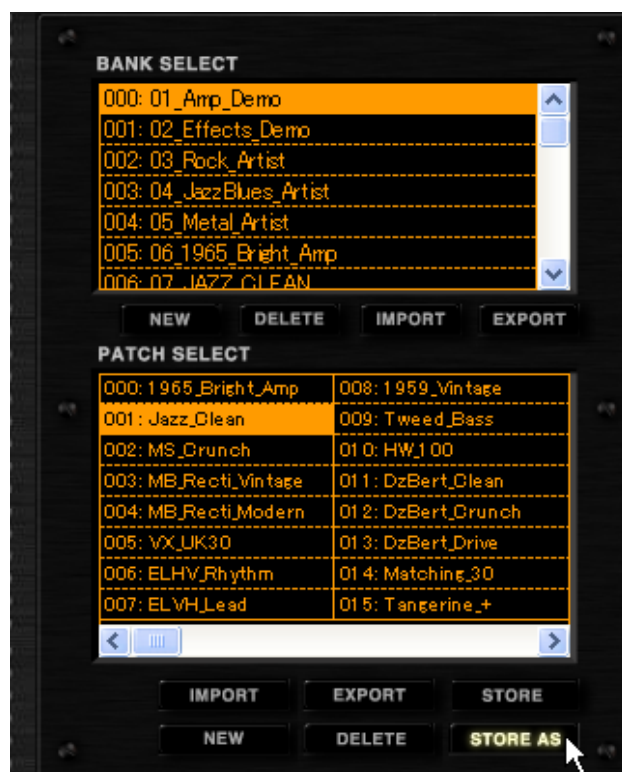 BANK SELECT
000: 01_Amp_Demo
001: 02_Effects_Demo
002: 03_Rock_Artist
003: 04_JazzBlues_Artist
004: 05_Metal_Artist
005: 06_1965_Bright_Amp
006: 07_JAZZ_CLEAN
NEW DELETE IMPORT EXPORT
PATCH SELECT
000: 1965_Bright_Amp 008: 1959_Vintage
001: Jazz_Clean 009: Tweed_Bass
002: MS_Crunch 010: HW_100
003: MB_Recti_Vintage 011: DzBert_Clean
004: MB_Recti_Modern 012: DzBert_Crunch
005: VX_UK30 013: DzBert_Drive
006: ELHV_Rhythm 014: Matching_30
007: ELVH_Lead 015: Tangerine_+
IMPORT EXPORT STORE
NEW DELETE STORE AS